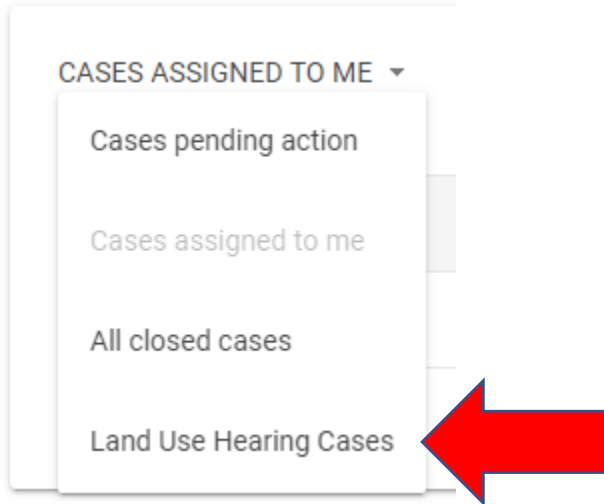 CASES ASSIGNED TO ME
Cases pending action
Cases assigned to me
All closed cases
Land Use Hearing Cases